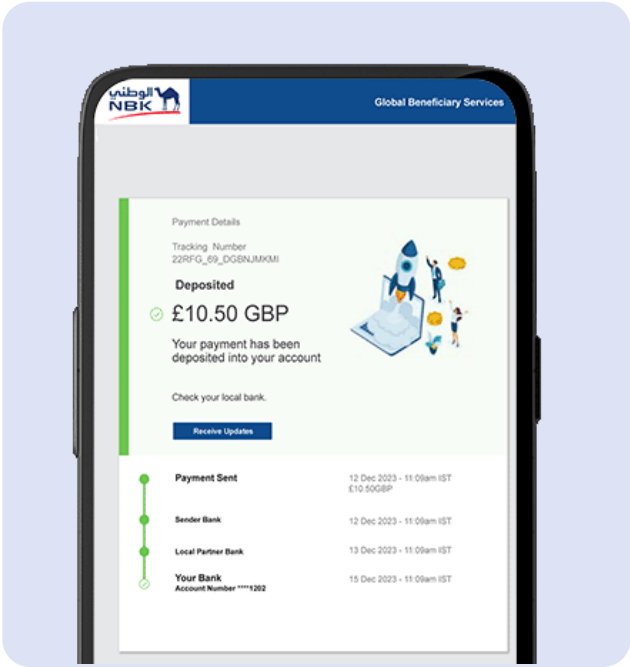 الوطني
NBK
Global Beneficiary Services
Payment Details
Tracking Number
22RFG_69_DGBNJMKMI
Deposited
£10.50 GBP
Your payment has been
deposited into your account
Check your local bank.
Receive Updates
Payment Sent
12 Dec 2023 - 11:09am IST
£10.50GBP
Sender Bank
12 Dec 2023 - 11:09am IST
Local Partner Bank
13 Dec 2023 - 11:09am IST
Your Bank
15 Dec 2023 - 11:09am IST
Account Number ****1202